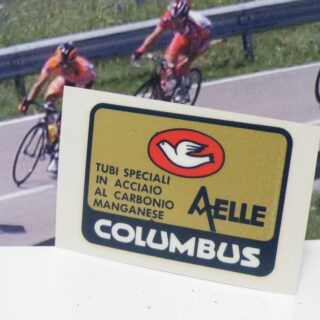 TUBI SPECIALI
IN ACCIAIO
AL CARBONIO
MANGANESE
AELLE
COLUMBUS